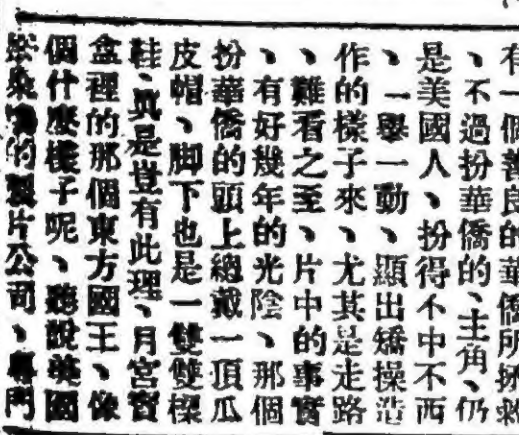 有一個善良的華僑所拯救
、不過扮華僑的、主角、仍
是美國人、扮得不中不西
、一舉一動、顯出矯揉造
作的樣子來、尤其是走路
、難看之至、片中的事實
、有好幾年的光陰、那個
扮華僑的頭上總戴一頂瓜
皮帽、脚下也是一雙雙樑
鞋、眞是豈有此理、月宮寶
盒裡的那個東方國王、像
個什麼樣子呢、聽說英國
的製片公司、專門